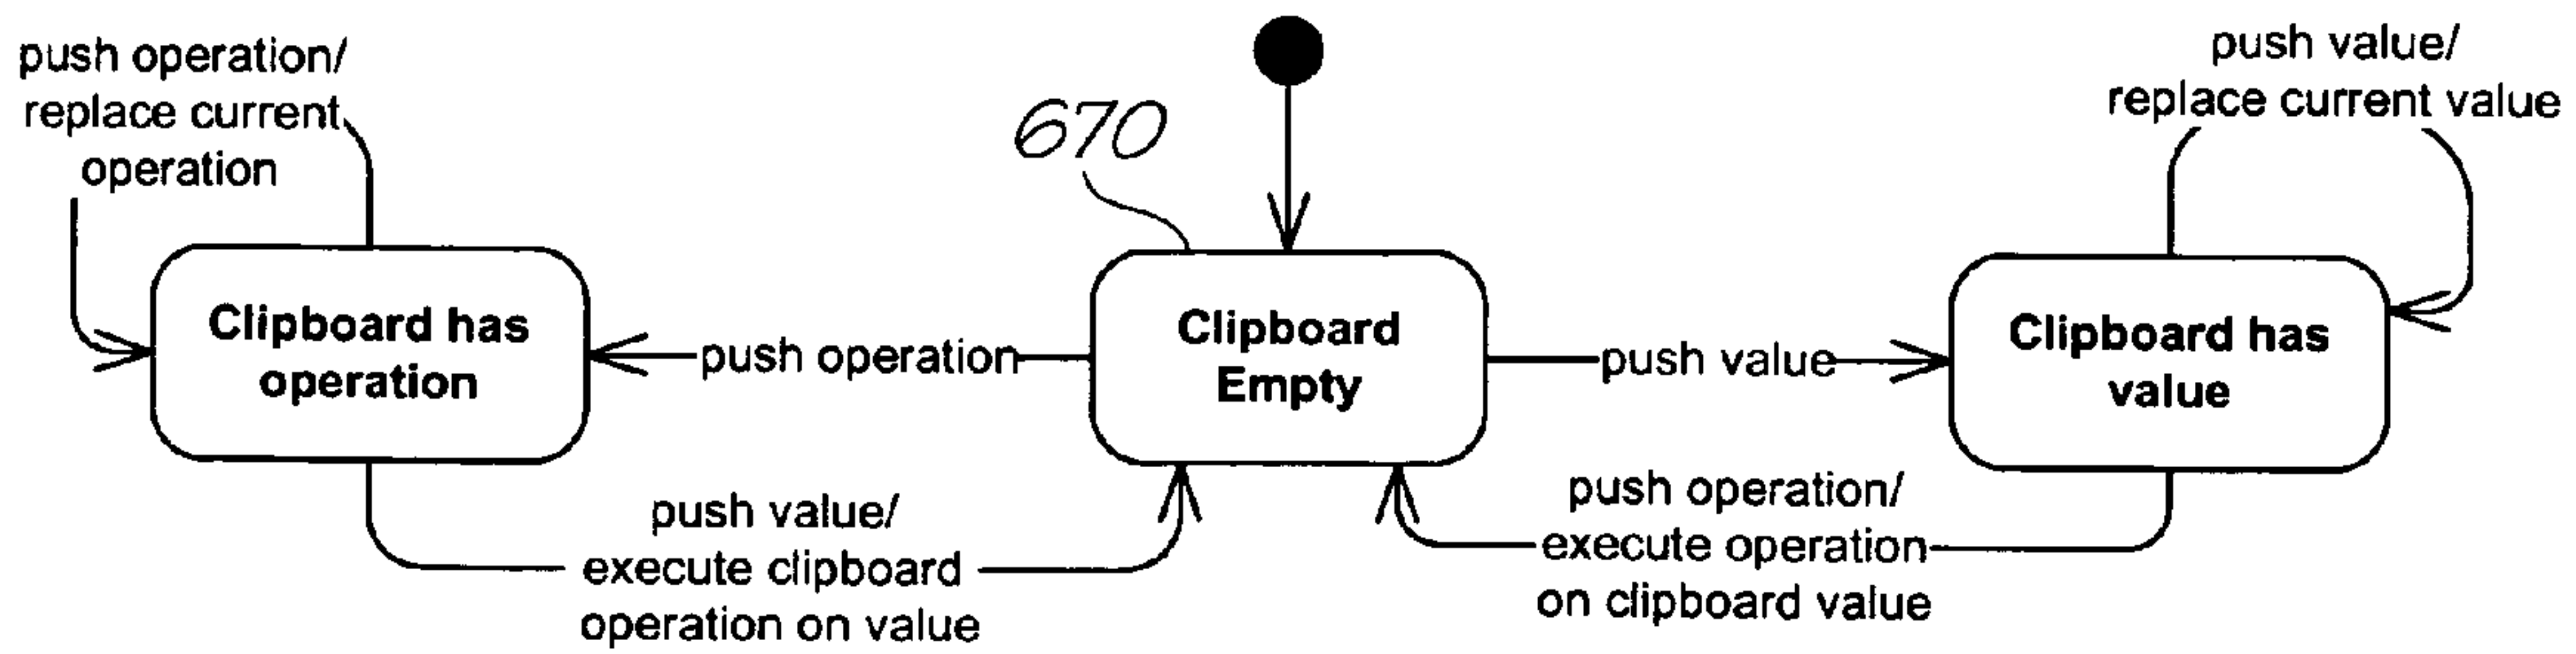 push operation/
replace current
operation
670
push value/
replace current value
Clipboard has
operation
push operation
Clipboard
Empty
push value
Clipboard has
value
push value/
execute clipboard
operation on value
push operation/
execute operation
on clipboard value